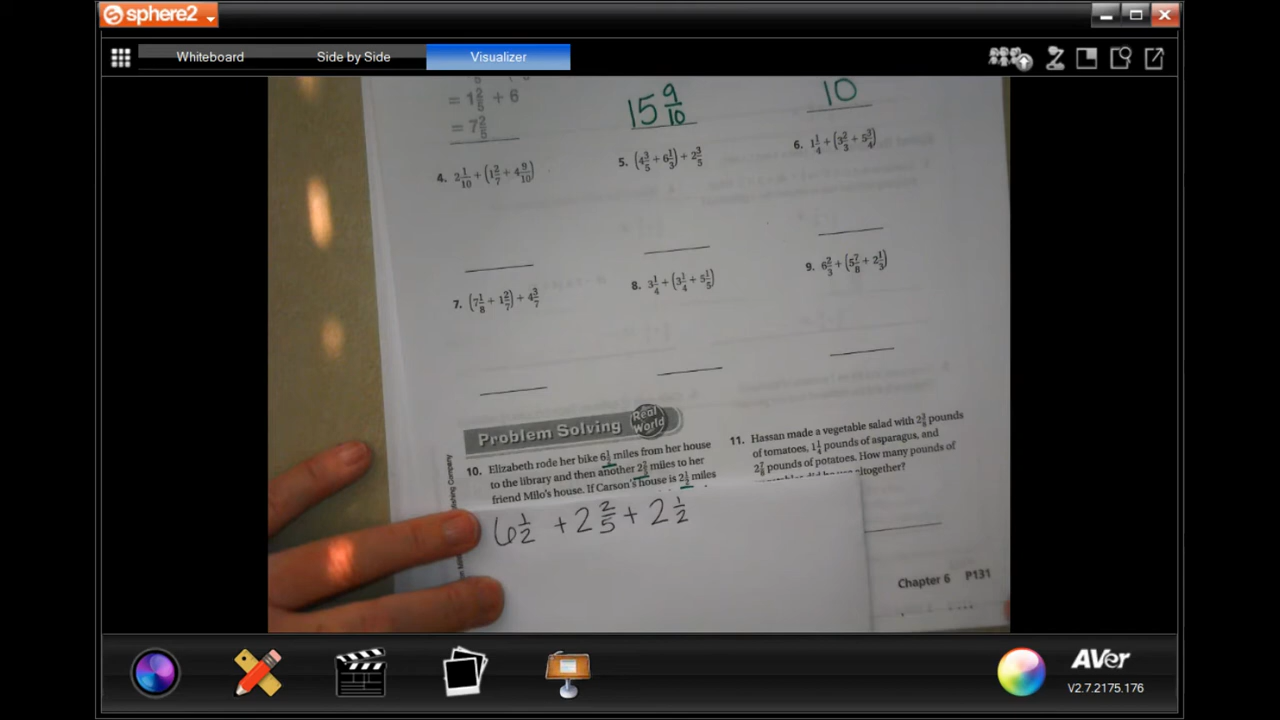 sphere2
Whiteboard Side by Side Visualizer
= 1 2/5 + 6
= 7 2/5
15 9/10
10
4. 2 1/10 + (1 2/7 + 4 9/10)
5. (4 3/5 + 6 1/3) + 2 3/5
6. 1 1/4 + (3 2/3 + 5 3/4)
7. (7 1/8 + 1 2/7) + 4 3/7
8. 3 1/4 + (3 1/4 + 5 1/5)
9. 6 2/3 + (5 7/8 + 2 1/3)
Problem Solving Real World
10. Elizabeth rode her bike 6 1/2 miles from her house
to the library and then another 2 2/5 miles to her
friend Milo's house. If Carson's house is 2 1/2 miles
11. Hassan made a vegetable salad with 2 3/8 pounds
of tomatoes, 1 1/4 pounds of asparagus, and
2 7/8 pounds of potatoes. How many pounds of
altogether?
6 1/2 + 2 2/5 + 2 1/2
Chapter 6 P131
AVer
V2.7.2175.176